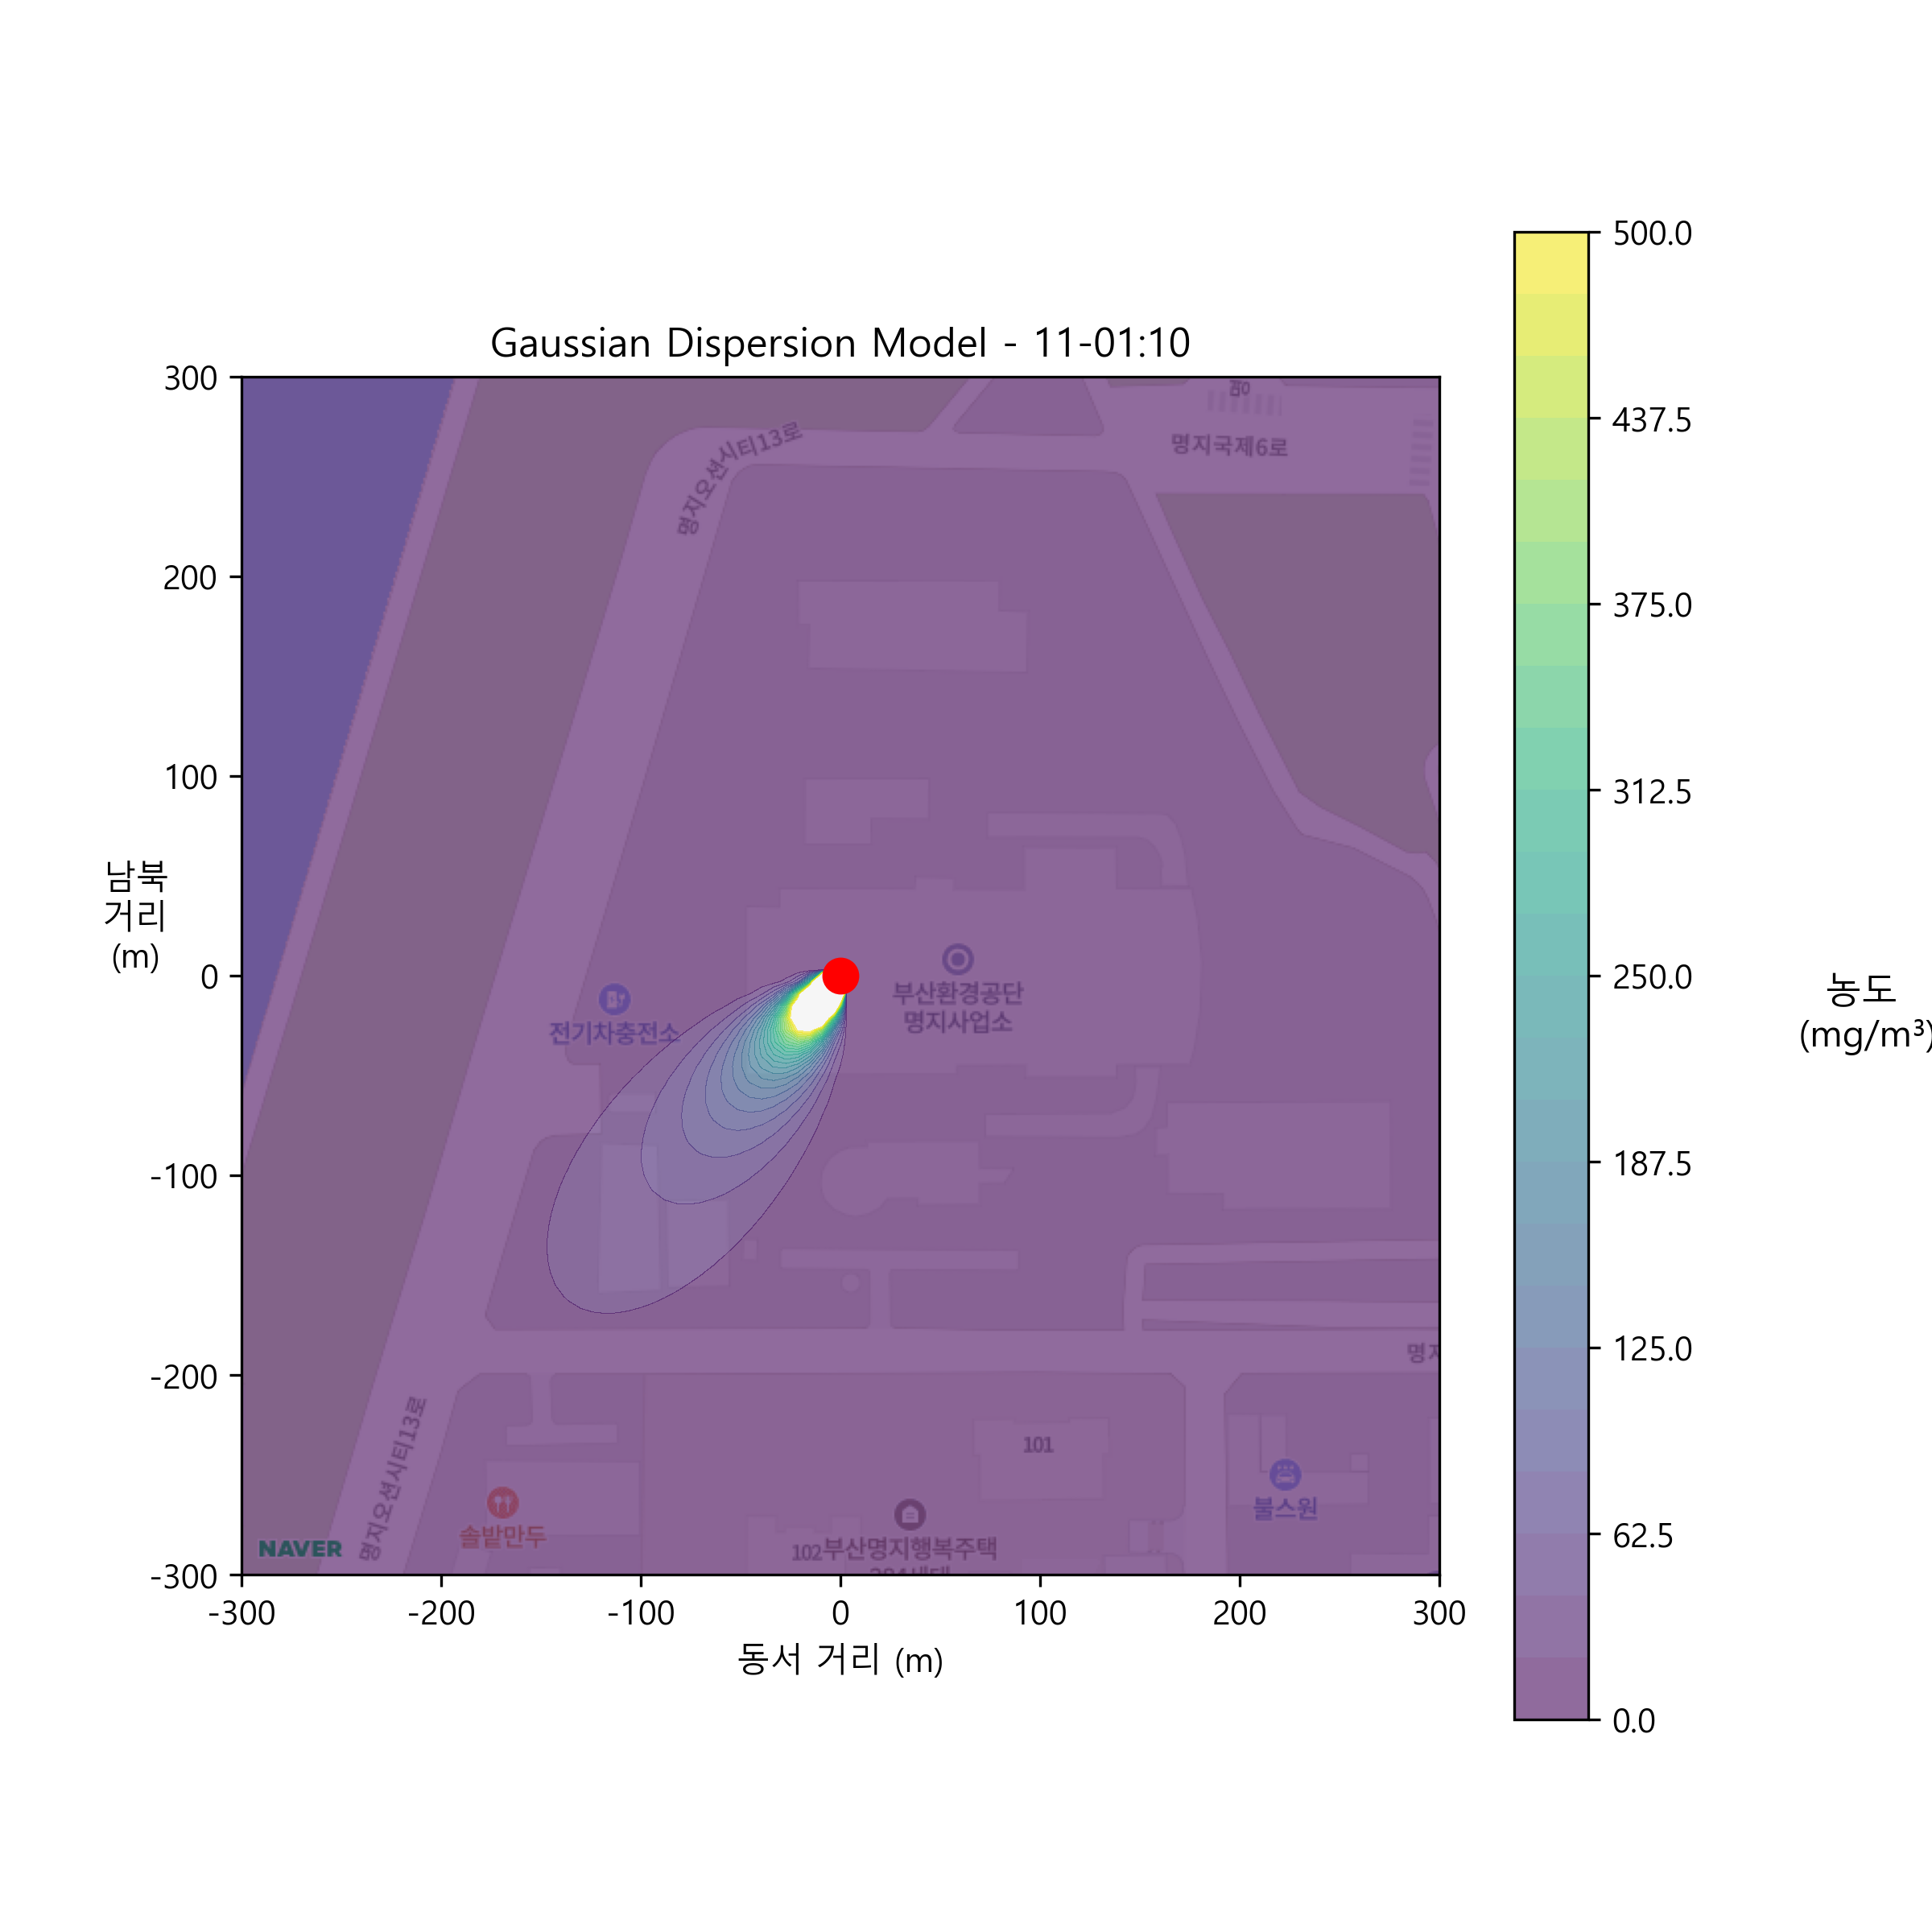 Gaussian Dispersion Model - 11-01:10
300
200
100
0
-100
-200
-300
남북
거리
(m)
-300
-200
-100
0
100
200
300
동서 거리 (m)
명지오션시티13로
명지국제6로
부산환경공단
명지사업소
전기차충전소
명지오션시티13로
101
솔밭만두
102부산명지행복주택
불스원
NAVER
500.0
437.5
375.0
312.5
250.0
187.5
125.0
62.5
0.0
농도
(mg/m³)